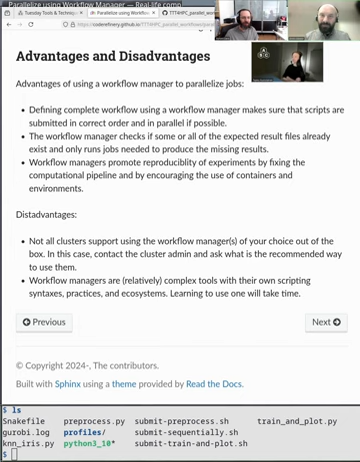 Parallelize using Workflow Manager — Real-life comp
Tuesday Tools & Technique
Parallelize using Workflow
TTT4HPC_parallel_wor
https://coderefinery.github.io/TTT4HPC_parallel_workflows/par
Advantages and Disadvantages
Advantages of using a workflow manager to parallelize jobs:
• Defining complete workflow using a workflow manager makes sure that scripts are
submitted in correct order and in parallel if possible.
• The workflow manager checks if some or all of the expected result files already
exist and only runs jobs needed to produce the missing results.
• Workflow managers promote reproduciblity of experiments by fixing the
computational pipeline and by encouraging the use of containers and
environments.
Distadvantages:
• Not all clusters support using the workflow manager(s) of your choice out of the
box. In this case, contact the cluster admin and ask what is the recommended way
to use them.
• Workflow managers are (relatively) complex tools with their own scripting
syntaxes, practices, and ecosystems. Learning to use one will take time.
Previous
Next
© Copyright 2024-, The contributors.
Built with Sphinx using a theme provided by Read the Docs.
$ ls
Snakefile preprocess.py submit-preprocess.sh train_and_plot.py
gurobi.log profiles/ submit-sequentially.sh
knn_iris.py python3_10* submit-train-and-plot.sh
$